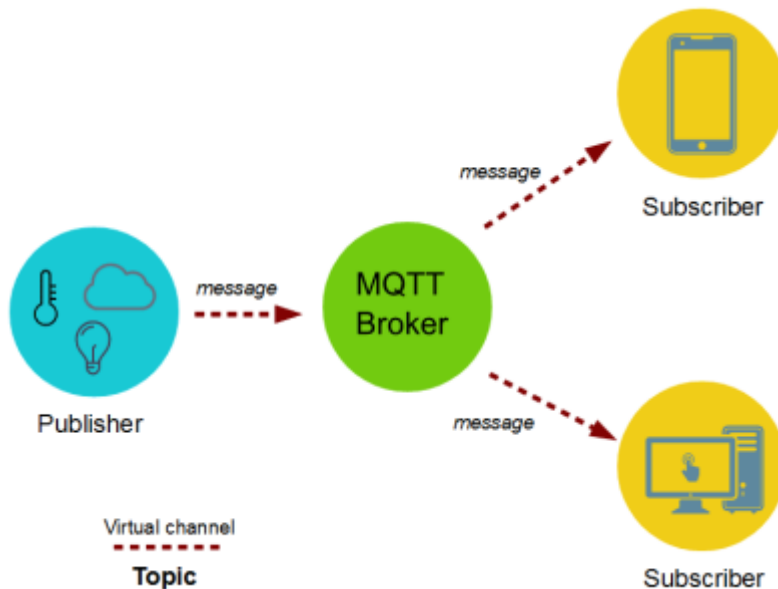 message
Subscriber
message
MQTT
Broker
Publisher
message
Virtual channel
Topic
Subscriber